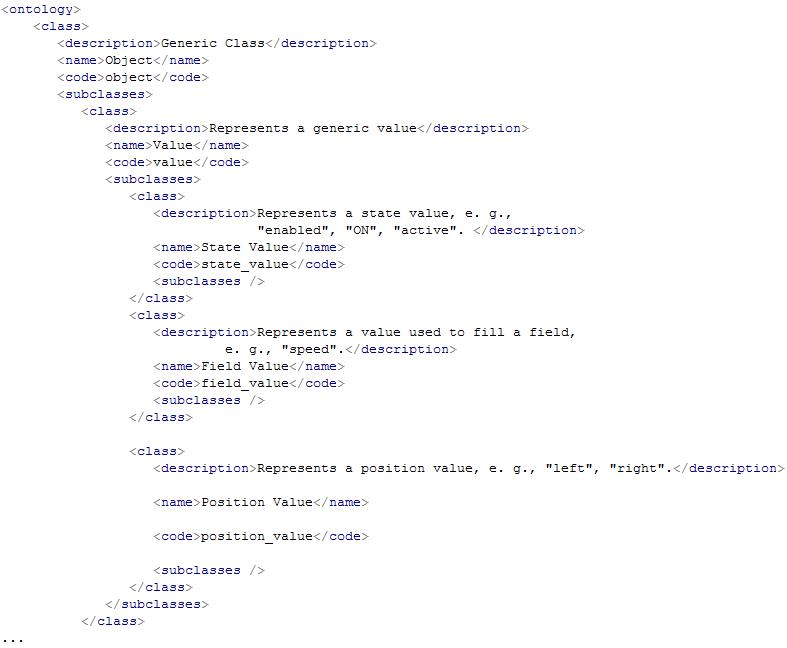 <ontology>
<class>
<description>Generic Class</description>
<name>Object</name>
<code>object</code>
<subclasses>
<class>
<description>Represents a generic value</description>
<name>Value</name>
<code>value</code>
<subclasses>
<class>
<description>Represents a state value, e. g.,
"enabled", "ON", "active". </description>
<name>State Value</name>
<code>state_value</code>
<subclasses />
</class>
<class>
<description>Represents a value used to fill a field,
e. g., "speed".</description>
<name>Field Value</name>
<code>field_value</code>
<subclasses />
</class>
<class>
<description>Represents a position value, e. g., "left", "right".</description>
<name>Position Value</name>
<code>position_value</code>
<subclasses />
</class>
</subclasses>
</class>
...